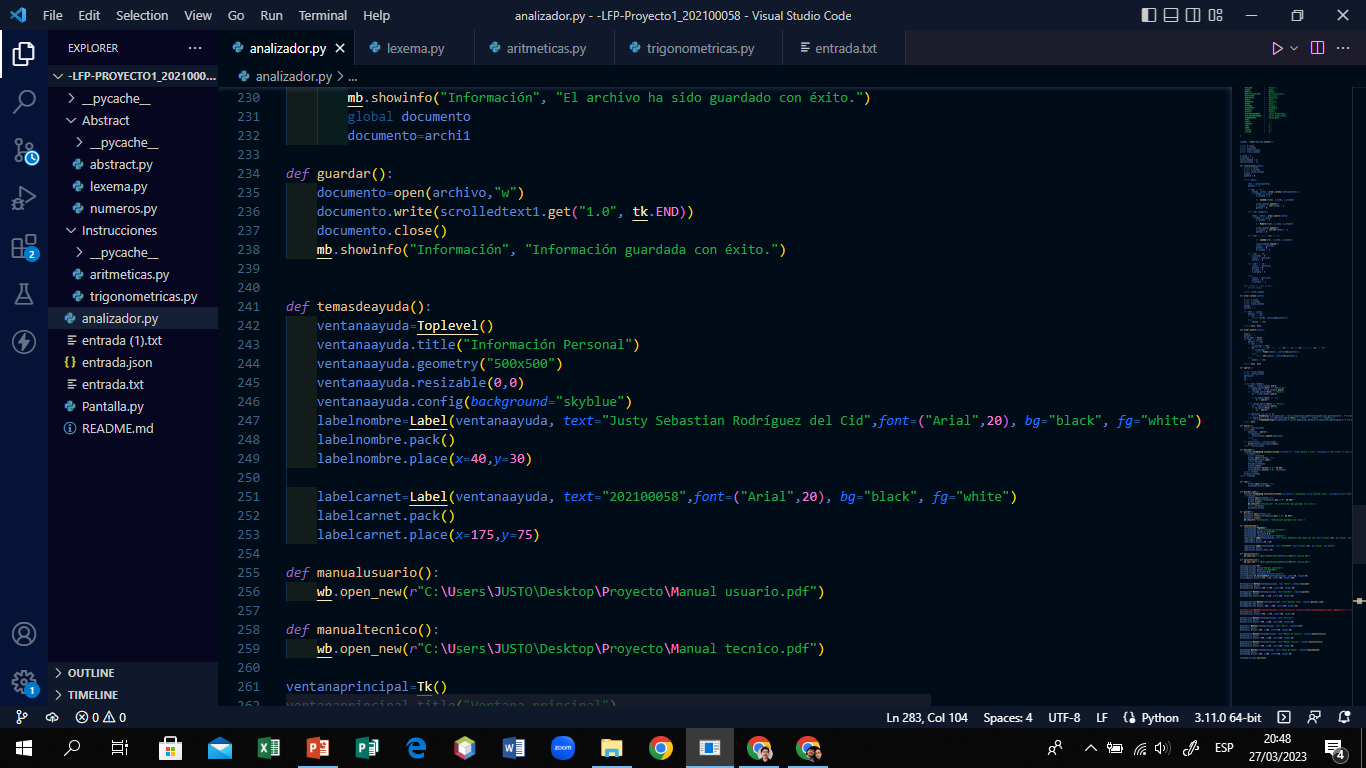 File Edit Selection View Go Run Terminal Help
analizador.py - -LFP-Proyecto1_202100058 - Visual Studio Code
EXPLORER
analizador.py
lexema.py
aritmeticas.py
trigonometricas.py
entrada.txt
-LFP-PROYECTO1_202100...
__pycache__
Abstract
__pycache__
abstract.py
lexema.py
numeros.py
Instrucciones
__pycache__
aritmeticas.py
trigonometricas.py
analizador.py
entrada (1).txt
entrada.json
entrada.txt
Pantalla.py
README.md
OUTLINE
TIMELINE
2
1
analizador.py > ...
230 mb.showinfo("Información", "El archivo ha sido guardado con éxito.")
231 global documento
232 documento=archi1
233
234 def guardar():
235 documento=open(archivo,"w")
236 documento.write(scrolledtext1.get("1.0", tk.END))
237 documento.close()
238 mb.showinfo("Información", "Información guardada con éxito.")
239
240
241 def temasdeayuda():
242 ventanaayuda=Toplevel()
243 ventanaayuda.title("Información Personal")
244 ventanaayuda.geometry("500x500")
245 ventanaayuda.resizable(0,0)
246 ventanaayuda.config(background="skyblue")
247 labelnombre=Label(ventanaayuda, text="Justy Sebastian Rodríguez del Cid",font=("Arial",20), bg="black", fg="white")
248 labelnombre.pack()
249 labelnombre.place(x=40,y=30)
250
251 labelcarnet=Label(ventanaayuda, text="202100058",font=("Arial",20), bg="black", fg="white")
252 labelcarnet.pack()
253 labelcarnet.place(x=175,y=75)
254
255 def manualusuario():
256 wb.open_new(r"C:\Users\JUSTO\Desktop\Proyecto\Manual usuario.pdf")
257
258 def manualtecnico():
259 wb.open_new(r"C:\Users\JUSTO\Desktop\Proyecto\Manual tecnico.pdf")
260
261 ventanaprincipal=Tk()
262 ventanaprincipal.title("Ventana principal")
0 0
Ln 283, Col 104 Spaces: 4 UTF-8 LF Python 3.11.0 64-bit
zoom
ESP
20:48
27/03/2023
4